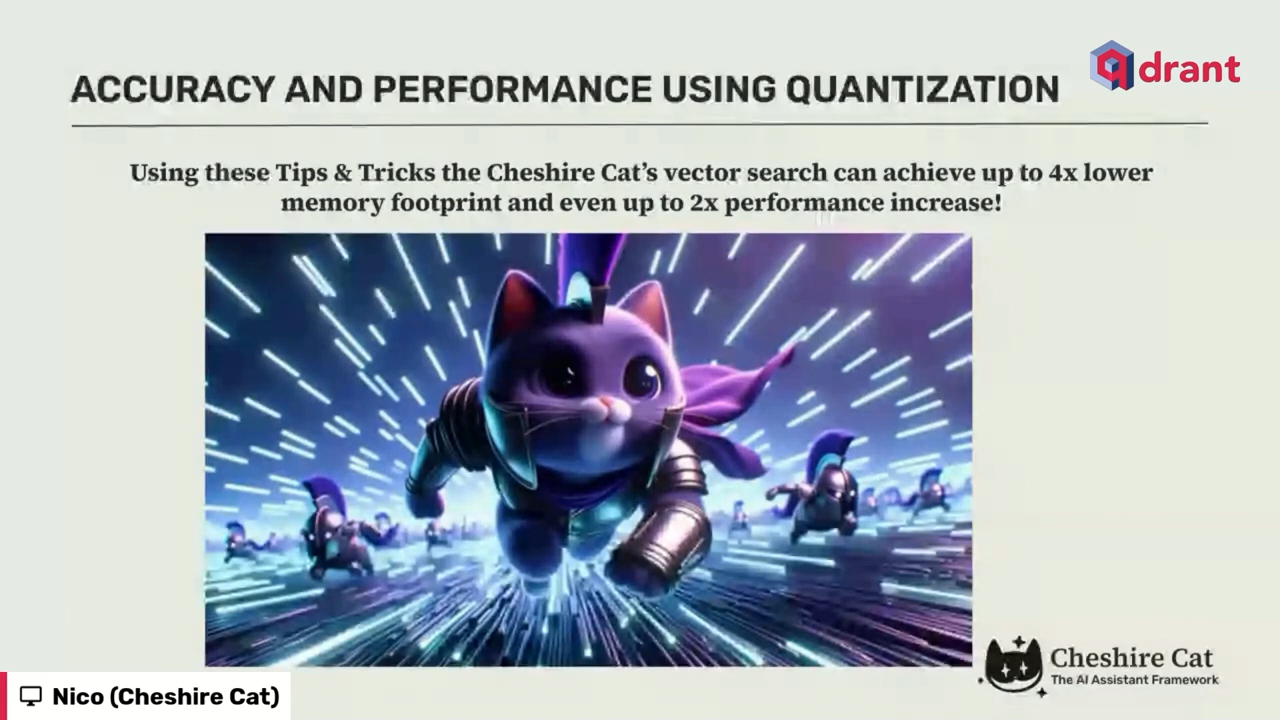 ACCURACY AND PERFORMANCE USING QUANTIZATION
qdrant
Using these Tips & Tricks the Cheshire Cat's vector search can achieve up to 4x lower
memory footprint and even up to 2x performance increase!
Cheshire Cat
The AI Assistant Framework
Nico (Cheshire Cat)